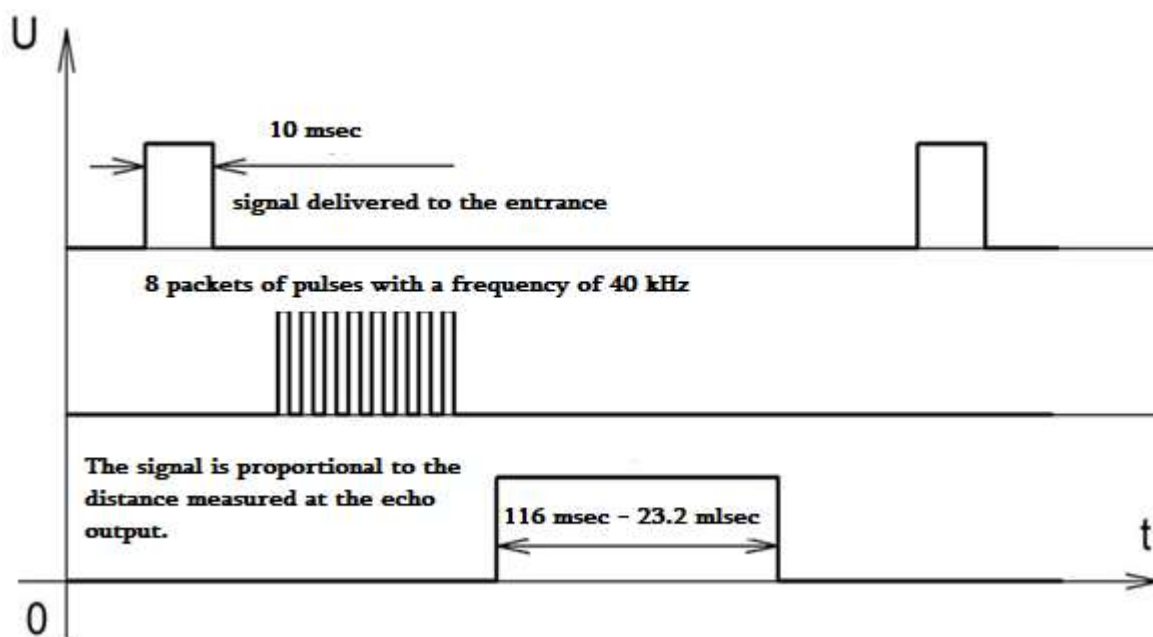 U
10 msec
signal delivered to the entrance
8 packets of pulses with a frequency of 40 kHz
The signal is proportional to the
distance measured at the echo
output.
116 msec - 23.2 mlsec
t
0